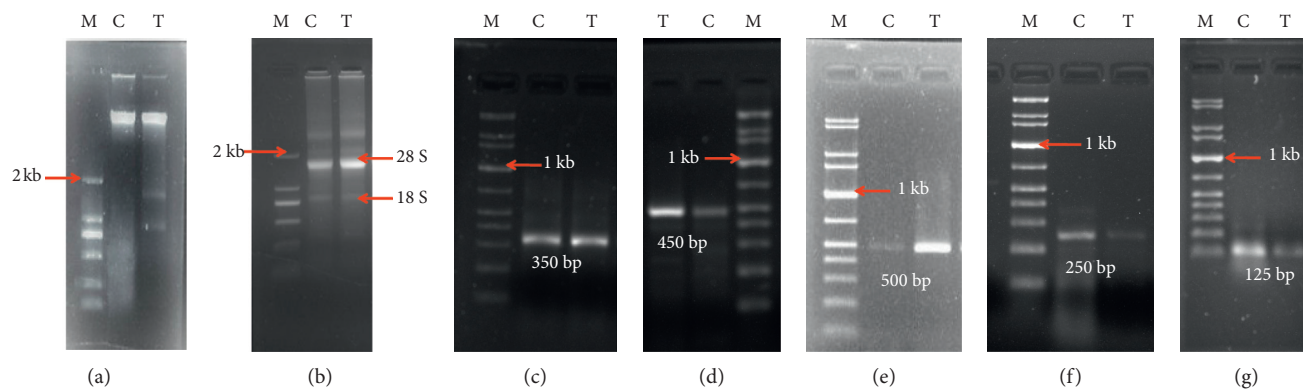 M C T
M C T
M C T
T C M
M C T
M C T
M C T
2 kb
2 kb
28 S
18 S
1 kb
350 bp
1 kb
450 bp
1 kb
500 bp
1 kb
250 bp
1 kb
125 bp
(a)
(b)
(c)
(d)
(e)
(f)
(g)